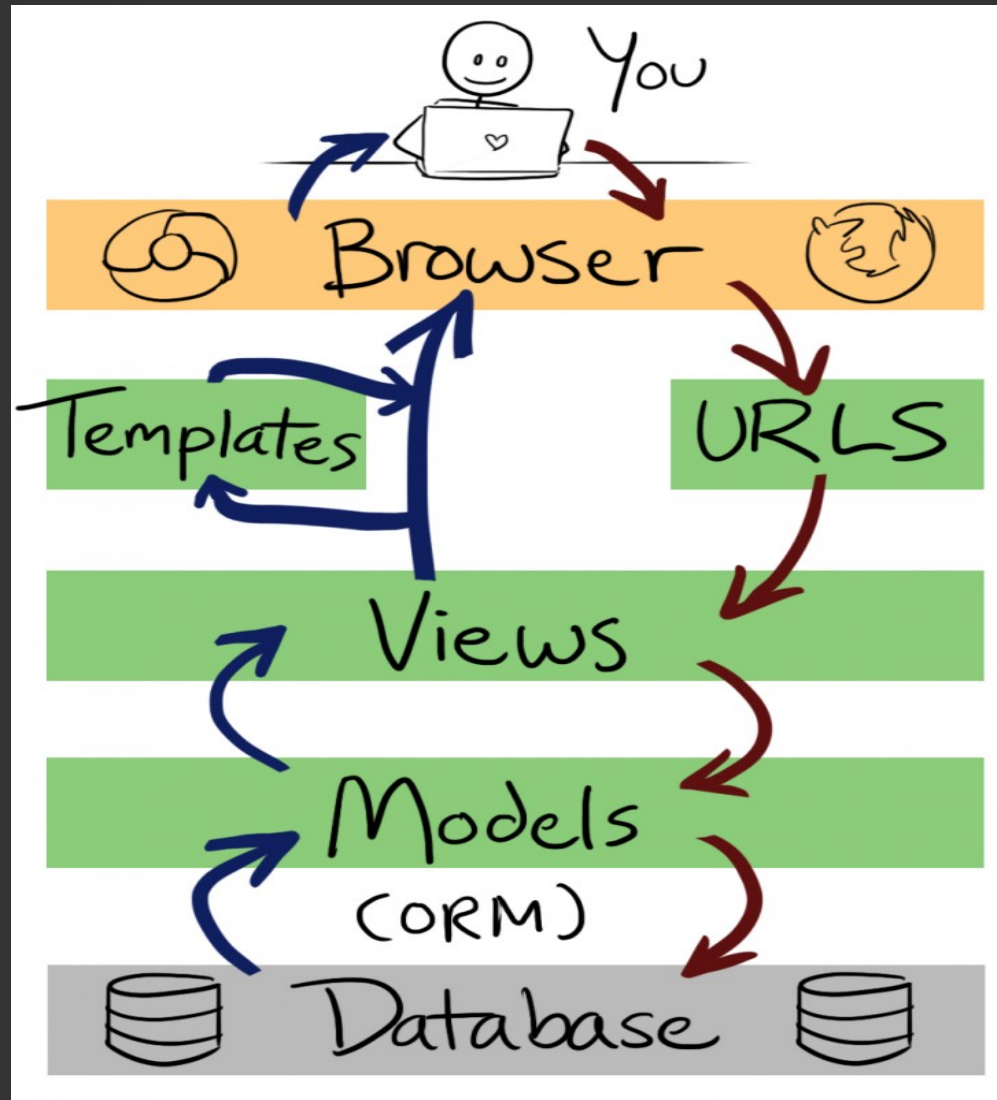 You
Browser
Templates
URLS
Views
Models
(ORM)
Database